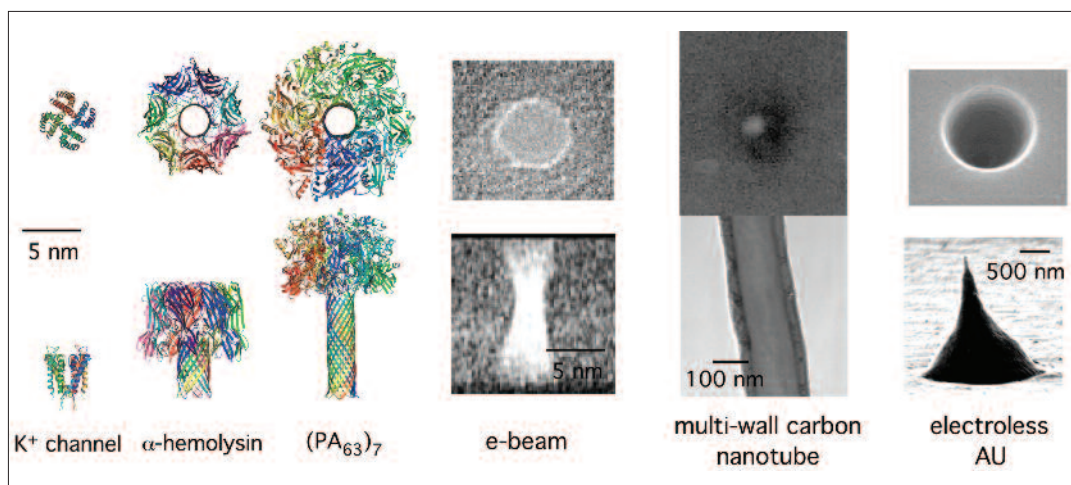 5 nm
5 nm
100 nm
500 nm
K⁺ channel
α-hemolysin
(PA₆₃)₇
e-beam
multi-wall carbon
nanotube
electroless
AU